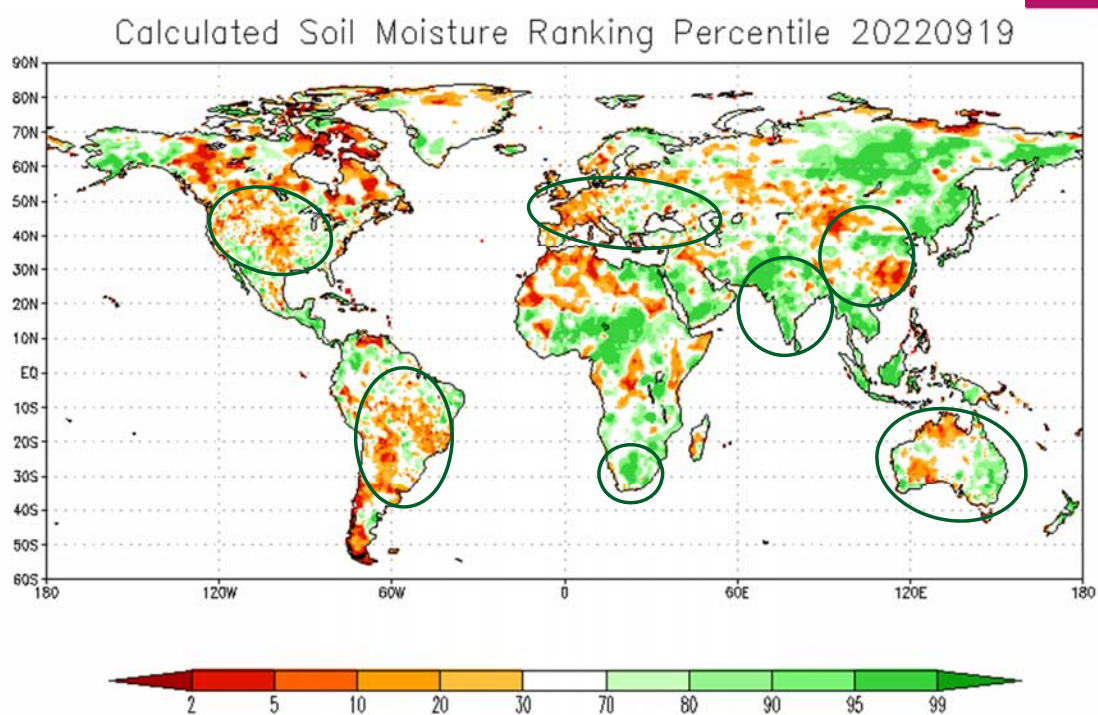 Calculated Soil Moisture Ranking Percentile 20220919
90N
80N
70N
60N
50N
40N
30N
20N
10N
EQ
10S
20S
30S
40S
50S
60S
180 120W 60W 0 60E 120E 180
2 5 10 20 30 70 80 90 95 99